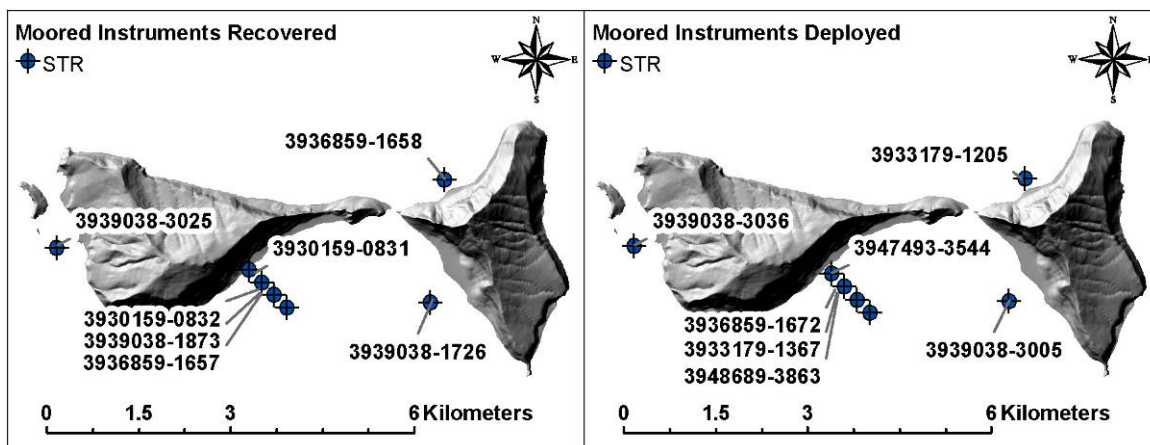 Moored Instruments Recovered
STR
N
W
E
S
3936859-1658
3939038-3025
3930159-0831
3930159-0832
3939038-1873
3936859-1657
3939038-1726
0 1.5 3 6 Kilometers
Moored Instruments Deployed
STR
N
W
E
S
3933179-1205
3939038-3036
3947493-3544
3936859-1672
3933179-1367
3948689-3863
3939038-3005
0 1.5 3 6 Kilometers